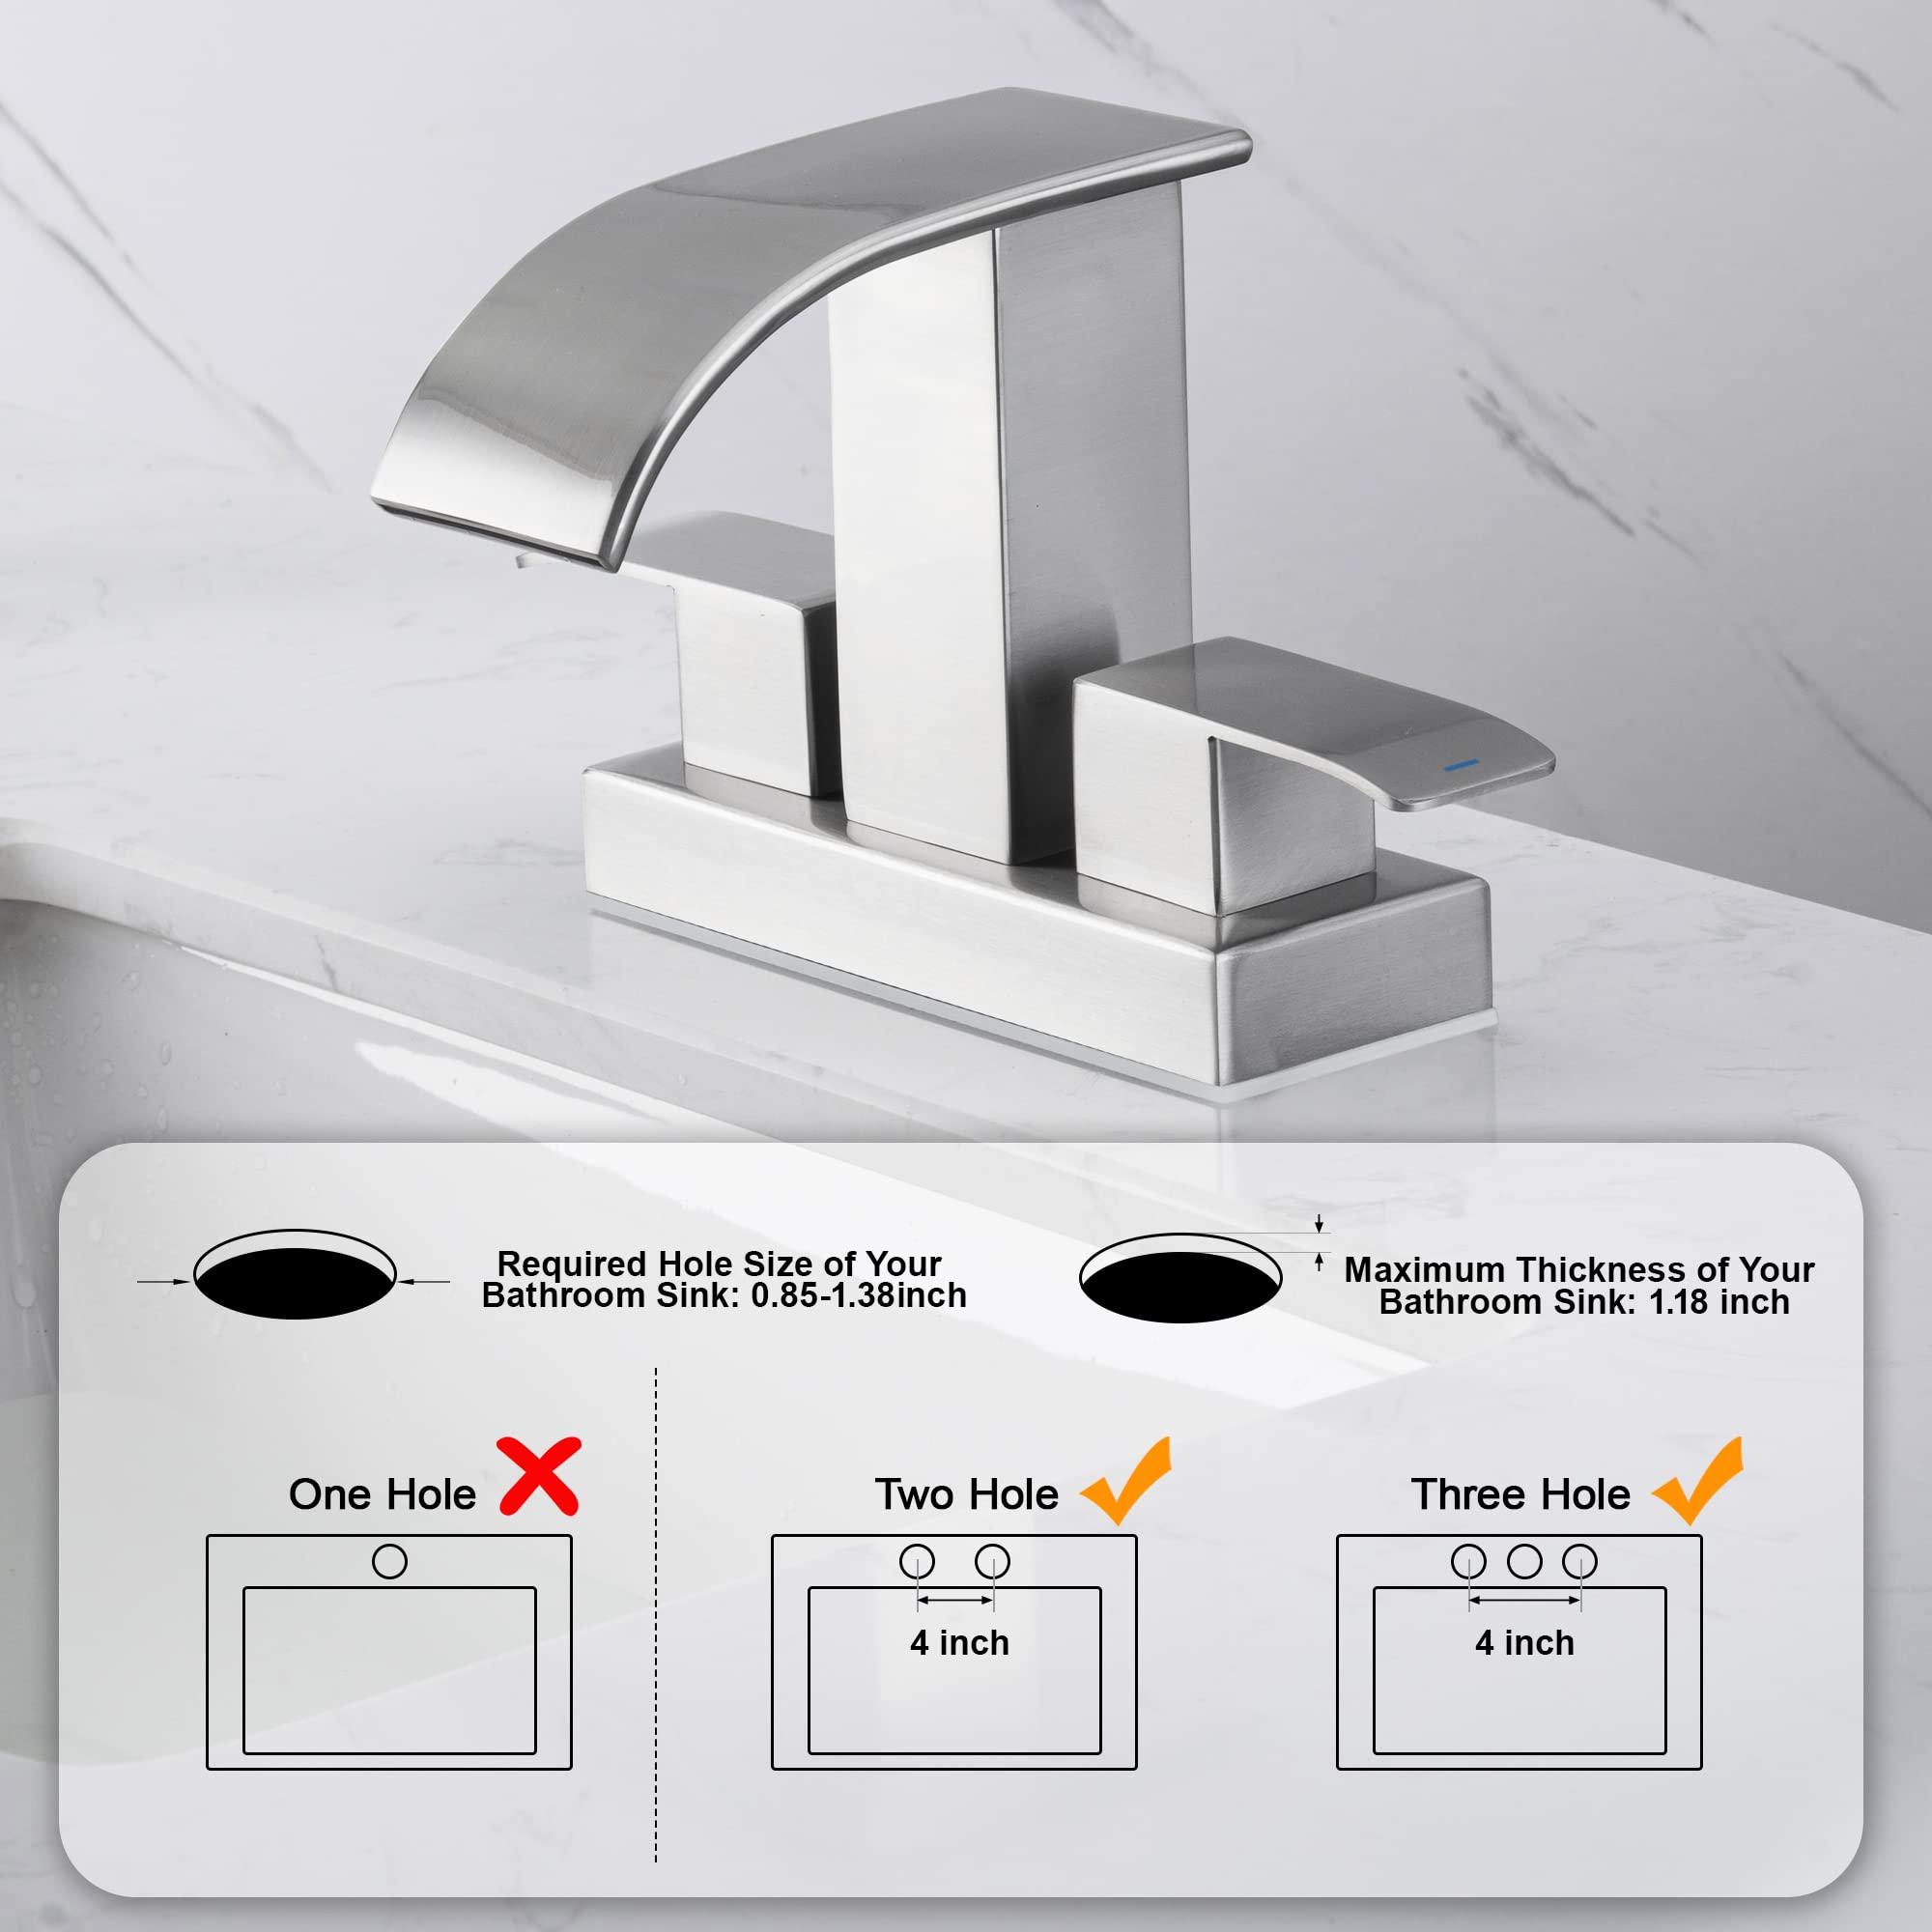 Required Hole Size of Your
Bathroom Sink: 0.85-1.38inch
Maximum Thickness of Your
Bathroom Sink: 1.18 inch
One Hole
Two Hole
Three Hole
4 inch
4 inch